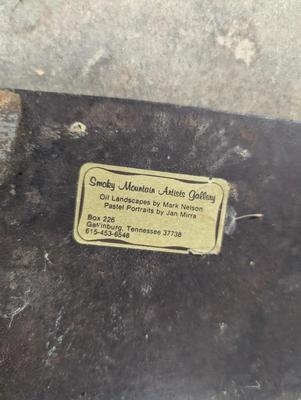 Smoky Mountain Artists Gallery
Oil Landscapes by Mark Nelson
Pastel Portraits by Jan Mirra
Box 226
Gatlinburg, Tennessee 37738
615-453-6548